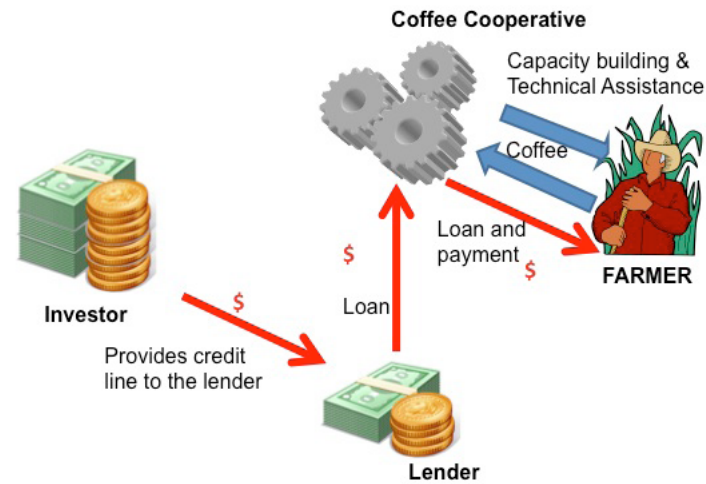 Coffee Cooperative
Capacity building &
Technical Assistance
Coffee
Loan and
payment
$
FARMER
$
Loan
Investor
$
Provides credit
line to the lender
Lender